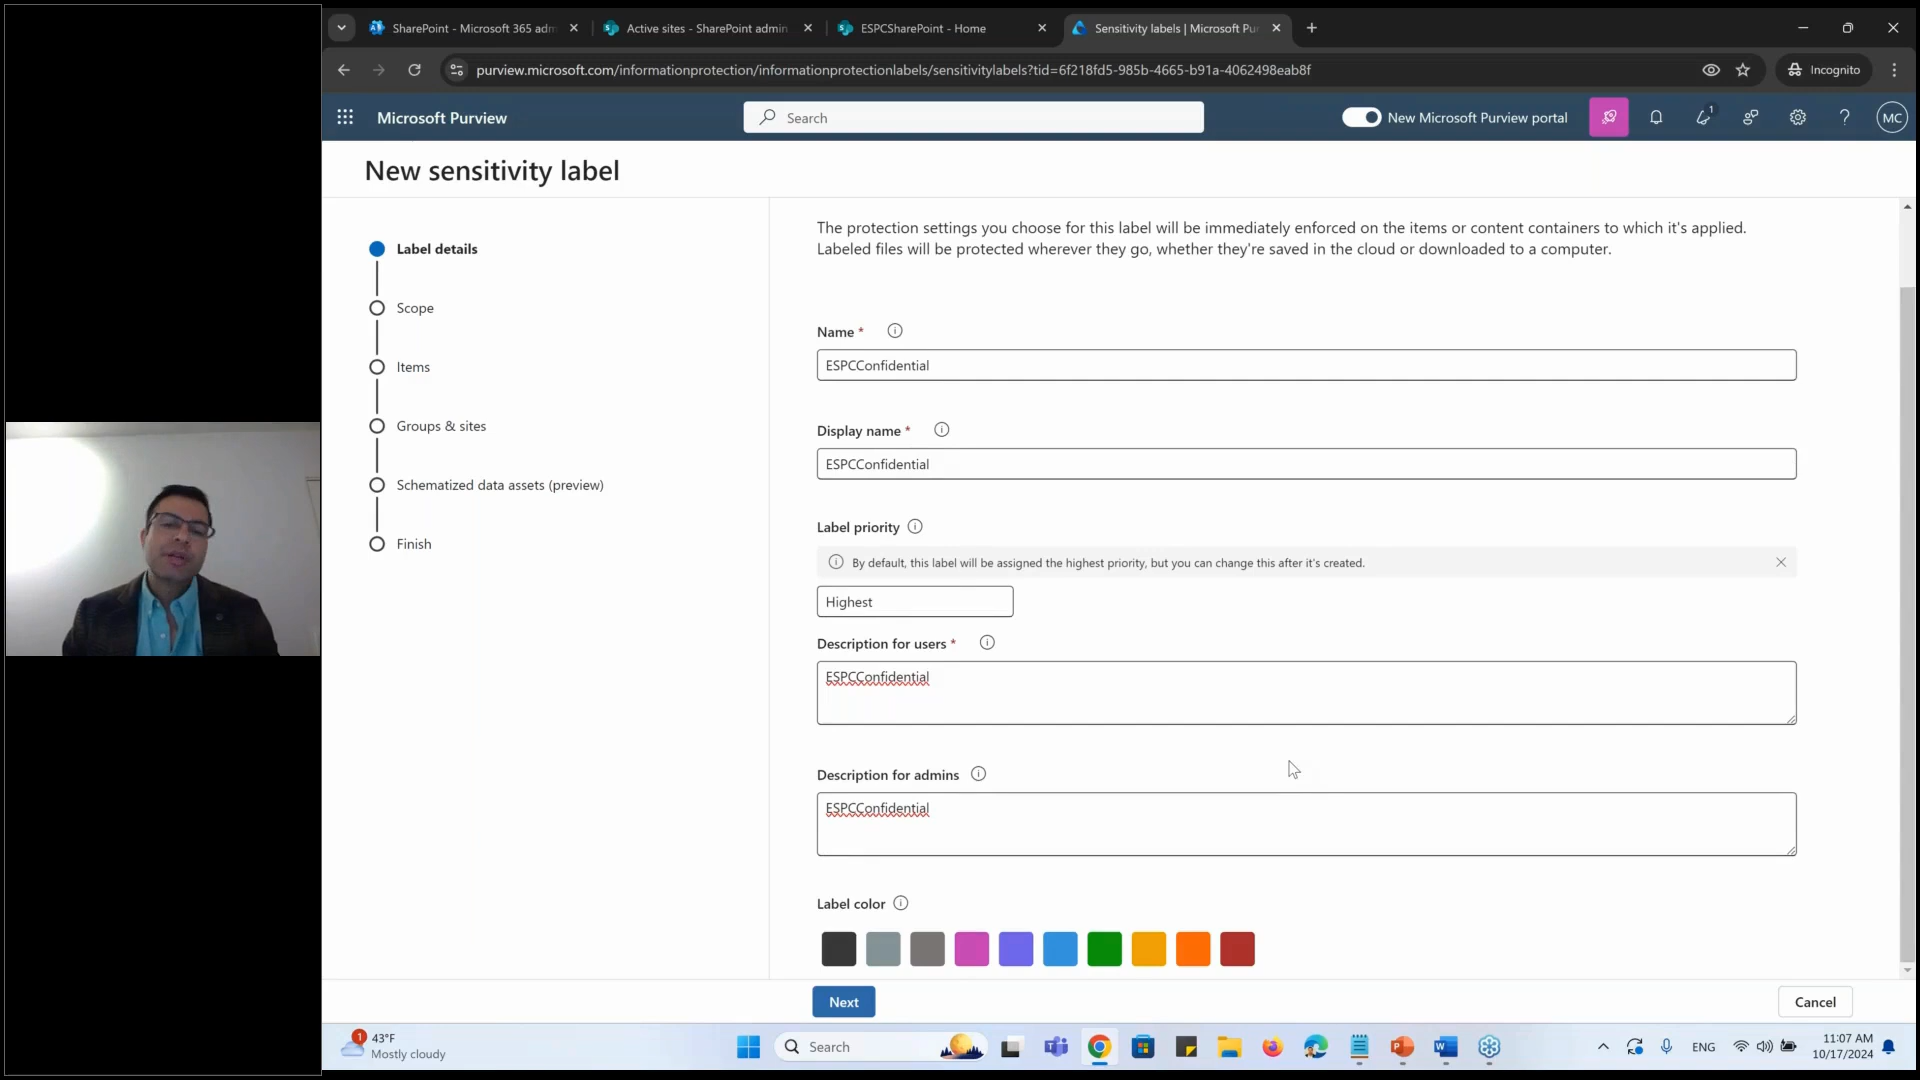 SharePoint - Microsoft 365 adm
Active sites - SharePoint admin
ESPCSharePoint - Home
Sensitivity labels | Microsoft Pu
purview.microsoft.com/informationprotection/informationprotectionlabels/sensitivitylabels?tid=6f218fd5-985b-4665-b91a-4062498eab8f
Incognito
Microsoft Purview
Search
New Microsoft Purview portal
1
MC
New sensitivity label
Label details
Scope
Items
Groups & sites
Schematized data assets (preview)
Finish
The protection settings you choose for this label will be immediately enforced on the items or content containers to which it's applied.
Labeled files will be protected wherever they go, whether they're saved in the cloud or downloaded to a computer.
Name *
ESPCConfidential
Display name *
ESPCConfidential
Label priority
By default, this label will be assigned the highest priority, but you can change this after it's created.
Highest
Description for users *
ESPCConfidential
Description for admins
ESPCConfidential
Label color
Next
Cancel
1
43°F
Mostly cloudy
Search
ENG
11:07 AM
10/17/2024